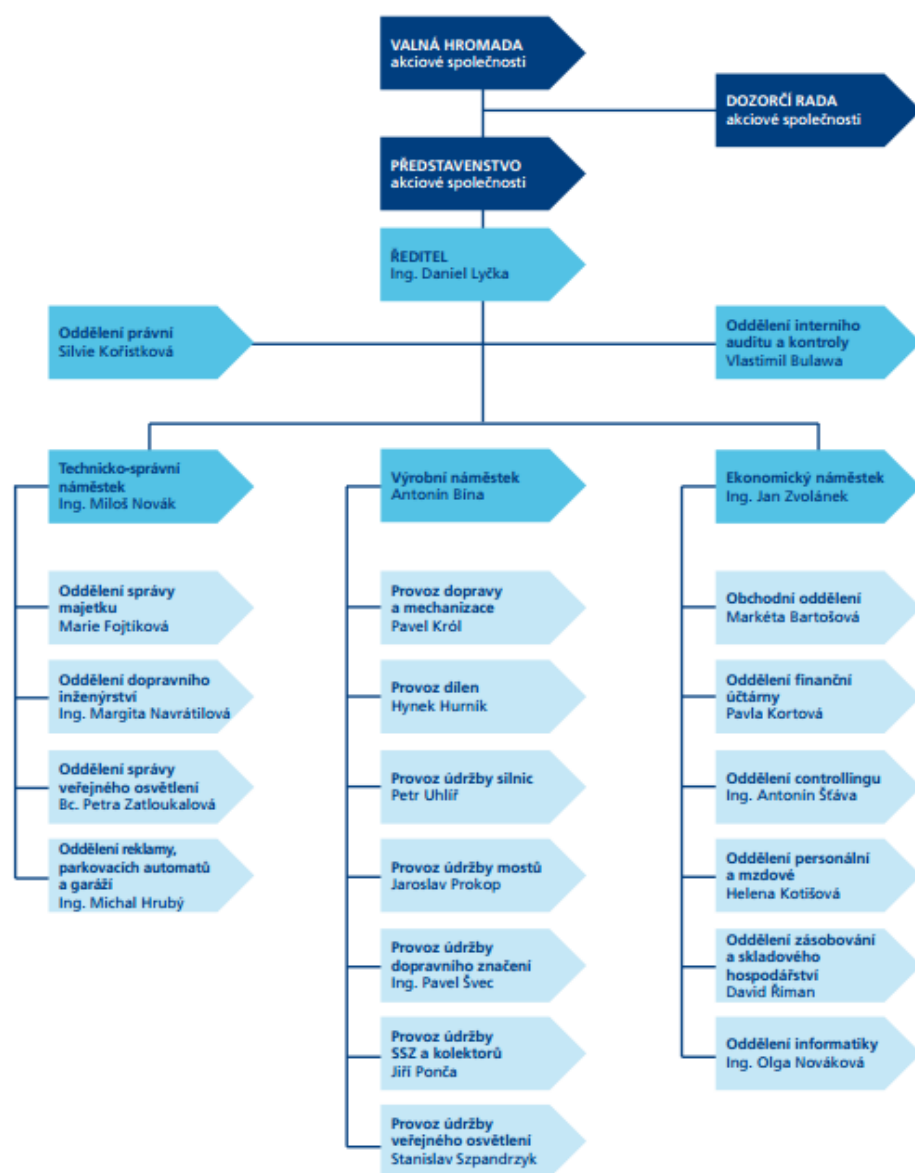 VALNÁ HROMADA
akciové společnosti
DOZORČÍ RADA
akciové společnosti
PŘEDSTAVENSTVO
akciové společnosti
ŘEDITEL
Ing. Daniel Lyčka
Oddělení právní
Silvie Kořistková
Oddělení interního
auditu a kontroly
Vlastimil Bulawa
Technicko-správní
náměstek
Ing. Miloš Novák
Oddělení správy
majetku
Marie Fojtíková
Oddělení dopravního
inženýrství
Ing. Margita Navrátilová
Oddělení správy
veřejného osvětlení
Bc. Petra Zatloukalová
Oddělení reklamy,
parkovacích automatů
a garáží
Ing. Michal Hrubý
Výrobní náměstek
Antonín Bína
Provoz dopravy
a mechanizace
Pavel Król
Provoz dílen
Hynek Hurník
Provoz údržby silnic
Petr Uhlíř
Provoz údržby mostů
Jaroslav Prokop
Provoz údržby
dopravního značení
Ing. Pavel Švec
Provoz údržby
SSZ a kolektorů
Jiří Ponča
Provoz údržby
veřejného osvětlení
Stanislav Szpandrzyk
Ekonomický náměstek
Ing. Jan Zvolánek
Obchodní oddělení
Markéta Bartošová
Oddělení finanční
účtárny
Pavla Kortová
Oddělení controllingu
Ing. Antonín Šťáva
Oddělení personální
a mzdové
Helena Kotišová
Oddělení zásobování
a skladového
hospodářství
David Říman
Oddělení informatiky
Ing. Olga Nováková